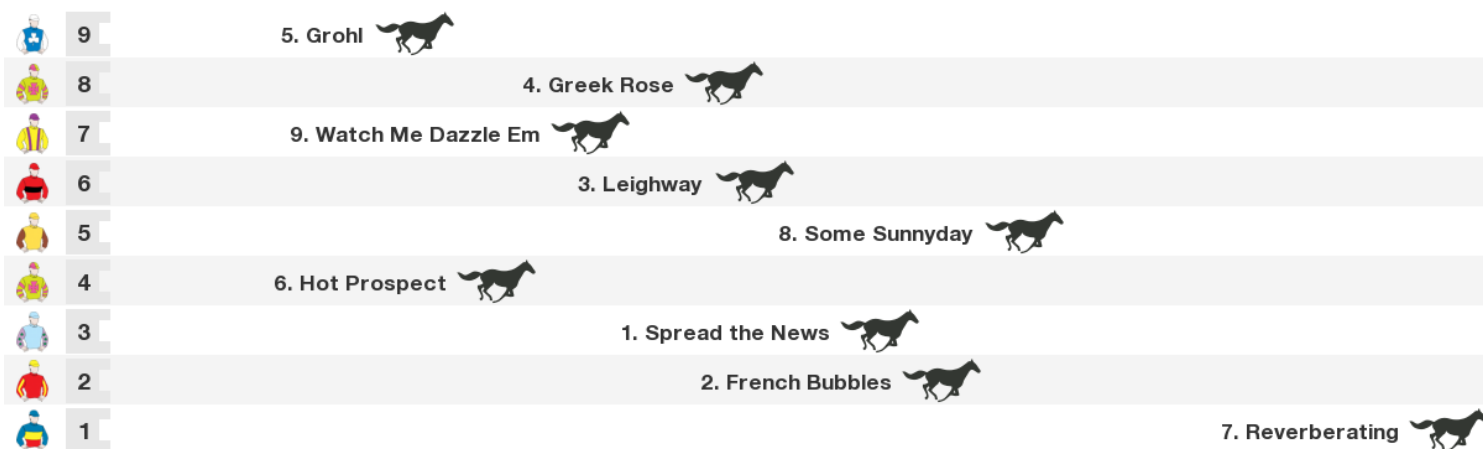 9 5. Grohl
8 4. Greek Rose
7 9. Watch Me Dazzle Em
6 3. Leighway
5 8. Some Sunnyday
4 6. Hot Prospect
3 1. Spread the News
2 2. French Bubbles
1 7. Reverberating